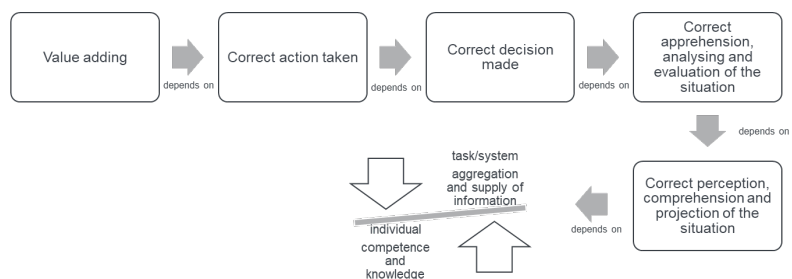 Value adding
depends on
Correct action taken
depends on
Correct decision
made
depends on
Correct
apprehension,
analysing and
evaluation of the
situation
depends on
Correct perception,
comprehension and
projection of the
situation
depends on
task/system
aggregation
and supply of
information
individual
competence
and
knowledge